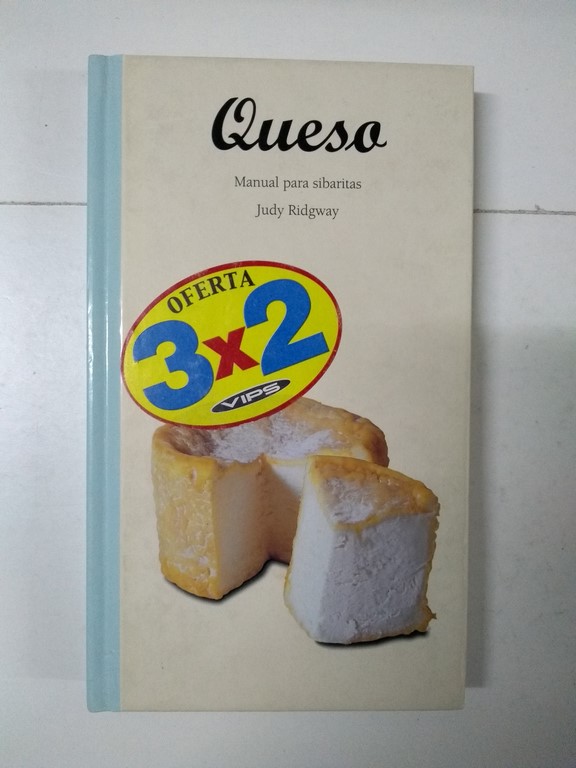 Queso
Manual para sibaritas
Judy Ridgway
OFERTA
3x2
VIPS